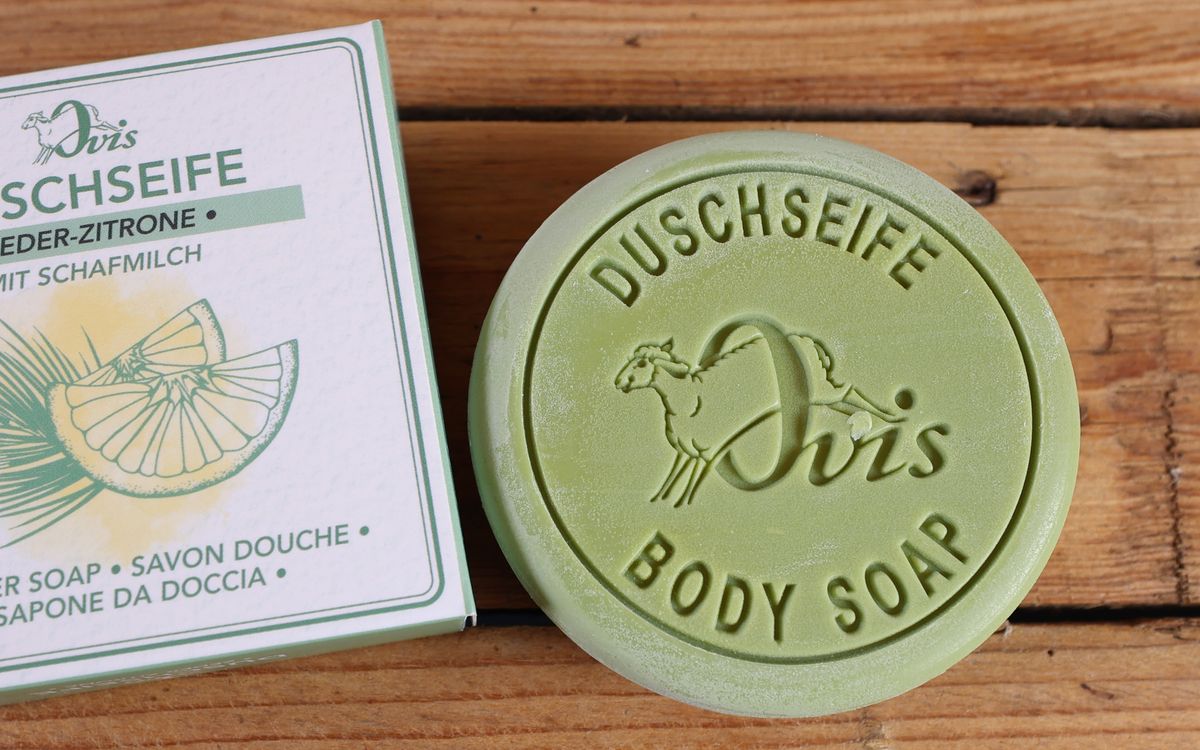 Ovis
SCHSEIFE
EDER-ZITRONE •
MIT SCHAFMILCH
ER SOAP • SAVON DOUCHE •
SAPONE DA DOCCIA •
DUSCHSEIFE
Ovis
BODY SOAP